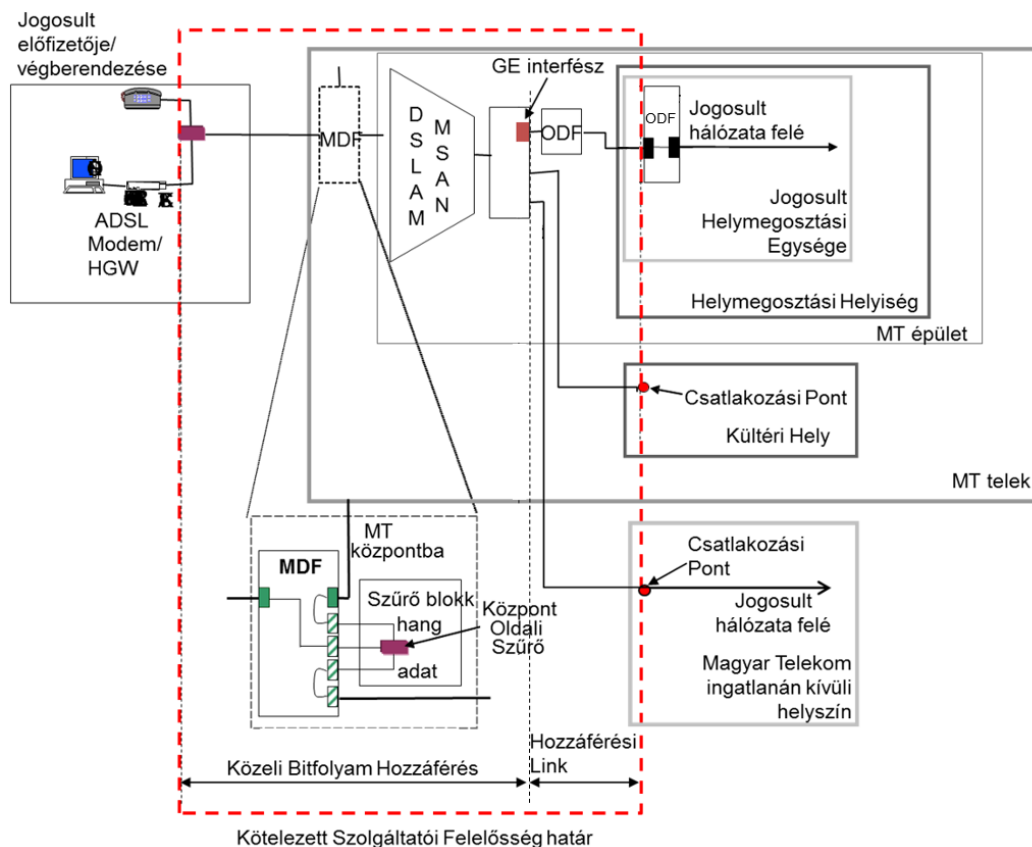 Jogosult
előfizetője/
végberendezése
ADSL
Modem/
HGW
MDF
DSLAM
MSAN
GE interfész
ODF
ODF
Jogosult
hálózata felé
Jogosult
Helymegosztási
Egysége
Helymegosztási Helyiség
MT épület
Csatlakozási Pont
Kültéri Hely
MT telek
MT
központba
MDF
Szűrő blokk
hang
adat
Központ
Oldali
Szűrő
Csatlakozási
Pont
Jogosult
hálózata felé
Magyar Telekom
ingatlanán kívüli
helyszín
Közeli Bitfolyam Hozzáférés
Hozzáférési
Link
Kötelezett Szolgáltatói Felelősség határ